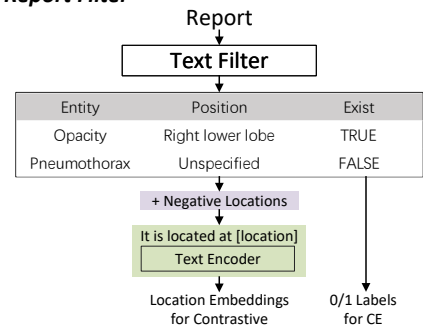 Report Filter
Report
Text Filter
Entity Position Exist
Opacity Right lower lobe TRUE
Pneumothorax Unspecified FALSE
+ Negative Locations
It is located at [location]
Text Encoder
Location Embeddings 0/1 Labels
for Contrastive for CE